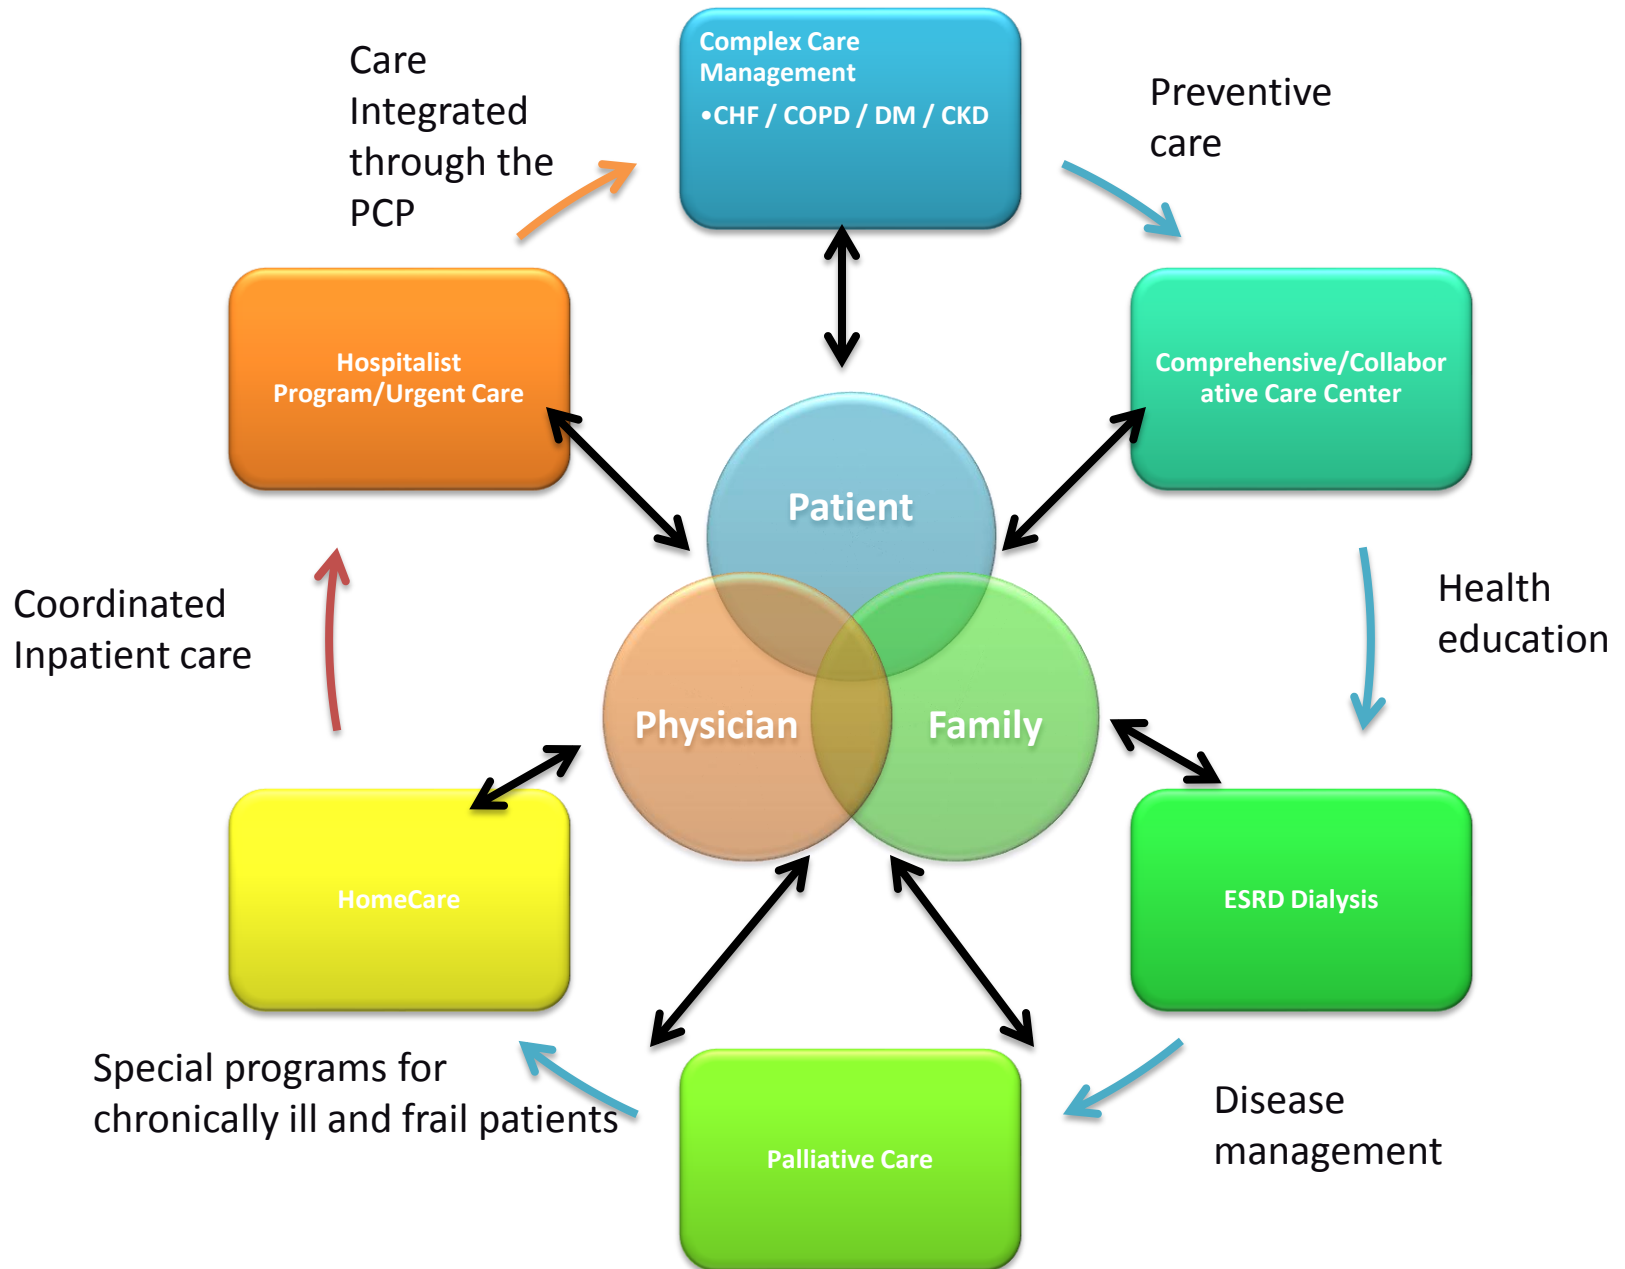 Complex Care
Management
•CHF / COPD / DM / CKD
Care
Integrated
through the
PCP
Preventive
care
Hospitalist
Program/Urgent Care
Comprehensive/Collabor
ative Care Center
Patient
Coordinated
Inpatient care
Health
education
Physician
Family
HomeCare
ESRD Dialysis
Special programs for
chronically ill and frail patients
Disease
management
Palliative Care